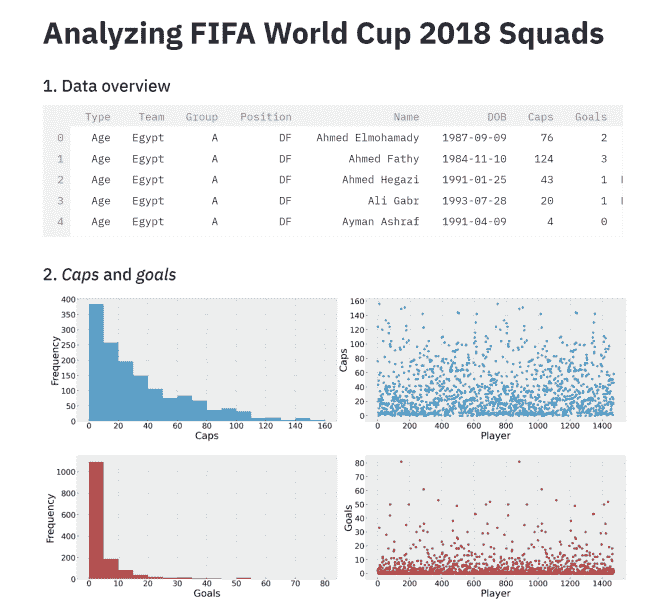 Analyzing FIFA World Cup 2018 Squads
1. Data overview
Type Team Group Position Name DOB Caps Goals
0 Age Egypt A DF Ahmed Elmohamady 1987-09-09 76 2
1 Age Egypt A DF Ahmed Fathy 1984-11-10 124 3
2 Age Egypt A DF Ahmed Hegazi 1991-01-25 43 1
3 Age Egypt A DF Ali Gabr 1993-07-28 20 1
4 Age Egypt A DF Ayman Ashraf 1991-04-09 4 0
2. Caps and goals
400
350
300
250
200
150
100
50
0
Frequency
0 20 40 60 80 100 120 140 160
Caps
160
140
120
100
80
60
40
20
0
Caps
0 200 400 600 800 1000 1200 1400
Player
1000
800
600
400
200
0
Frequency
0 10 20 30 40 50 60 70 80
Goals
80
70
60
50
40
30
20
10
0
Goals
0 200 400 600 800 1000 1200 1400
Player